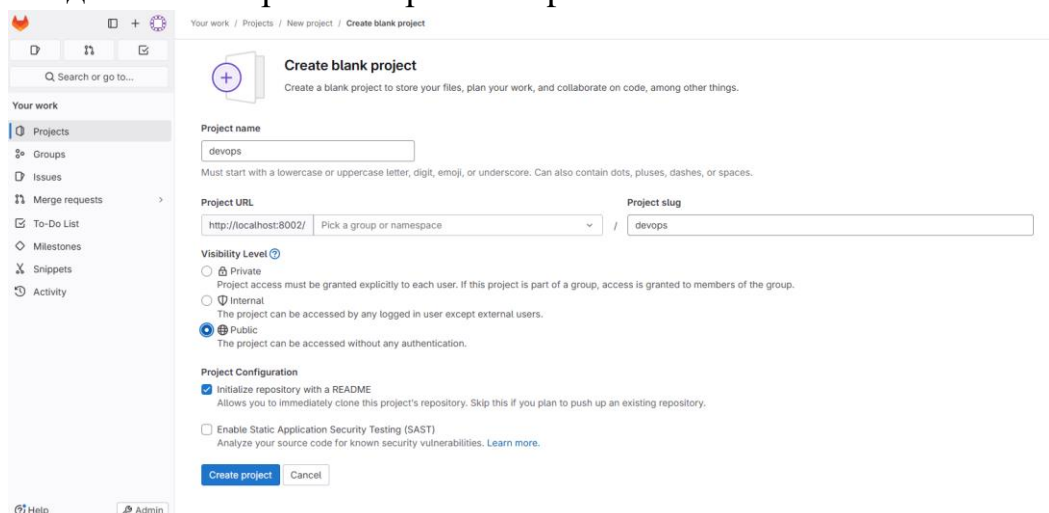 Your work / Projects / New project / Create blank project
Search or go to...
Your work
Projects
Groups
Issues
Merge requests
To-Do List
Milestones
Snippets
Activity
Help
Admin
Create blank project
Create a blank project to store your files, plan your work, and collaborate on code, among other things.
Project name
devops
Must start with a lowercase or uppercase letter, digit, emoji, or underscore. Can also contain dots, pluses, dashes, or spaces.
Project URL
Project slug
http://localhost:8002/ Pick a group or namespace / devops
Visibility Level
Private
Project access must be granted explicitly to each user. If this project is part of a group, access is granted to members of the group.
Internal
The project can be accessed by any logged in user except external users.
Public
The project can be accessed without any authentication.
Project Configuration
Initialize repository with a README
Allows you to immediately clone this project's repository. Skip this if you plan to push up an existing repository.
Enable Static Application Security Testing (SAST)
Analyze your source code for known security vulnerabilities. Learn more.
Create project Cancel